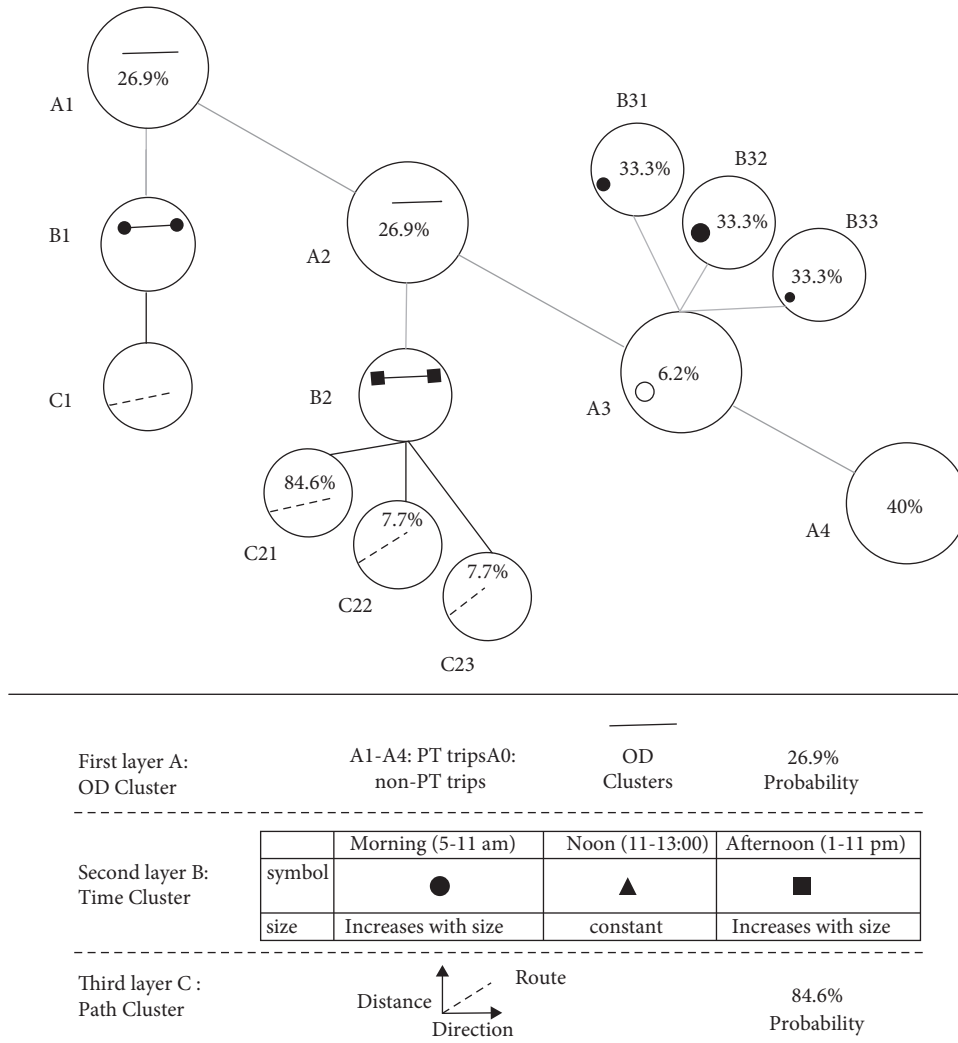 26.9%
A1
B31
33.3%
B32
33.3%
B33
33.3%
B1
26.9%
A2
C1
B2
6.2%
A3
84.6%
C21
7.7%
C22
7.7%
C23
40%
A4
First layer A:
OD Cluster
A1-A4: PT tripsA0:
non-PT trips
OD
Clusters
26.9%
Probability
Second layer B:
Time Cluster
Morning (5-11 am) Noon (11-13:00) Afternoon (1-11 pm)
symbol
size Increases with size constant Increases with size
Third layer C :
Path Cluster
Distance
Route
Direction
84.6%
Probability